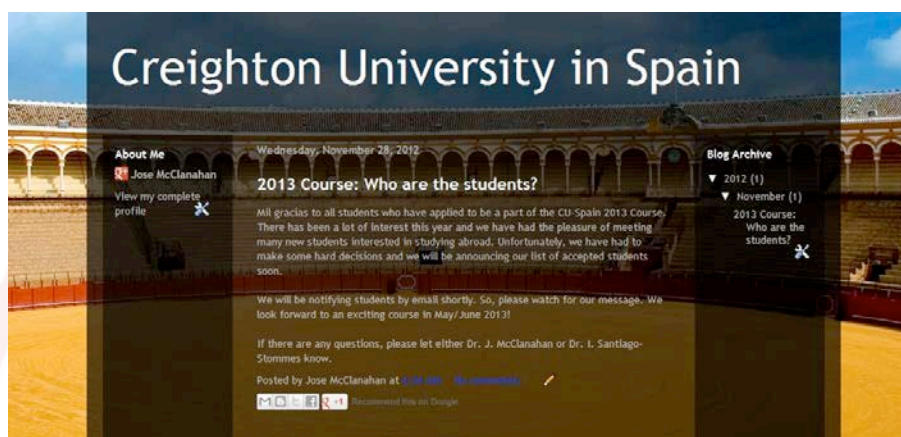 Creighton University in Spain
About Me
Jose McClanahan
View my complete
profile
Wednesday, November 28, 2012
2013 Course: Who are the students?
Mil gracias to all students who have applied to be a part of the CU-Spain 2013 Course.
There has been a lot of interest this year and we have had the pleasure of meeting
many new students interested in studying abroad. Unfortunately, we have had to
make some hard decisions and we will be announcing our list of accepted students
soon.
We will be notifying students by email shortly. So, please watch for our message. We
look forward to an exciting course in May/June 2013!
If there are any questions, please let either Dr. J. McClanahan or Dr. I. Santiago-
Stommes know.
Posted by Jose McClanahan at
+1 Recommend this on Google
Blog Archive
▼ 2012 (1)
▼ November (1)
2013 Course:
Who are the
students?